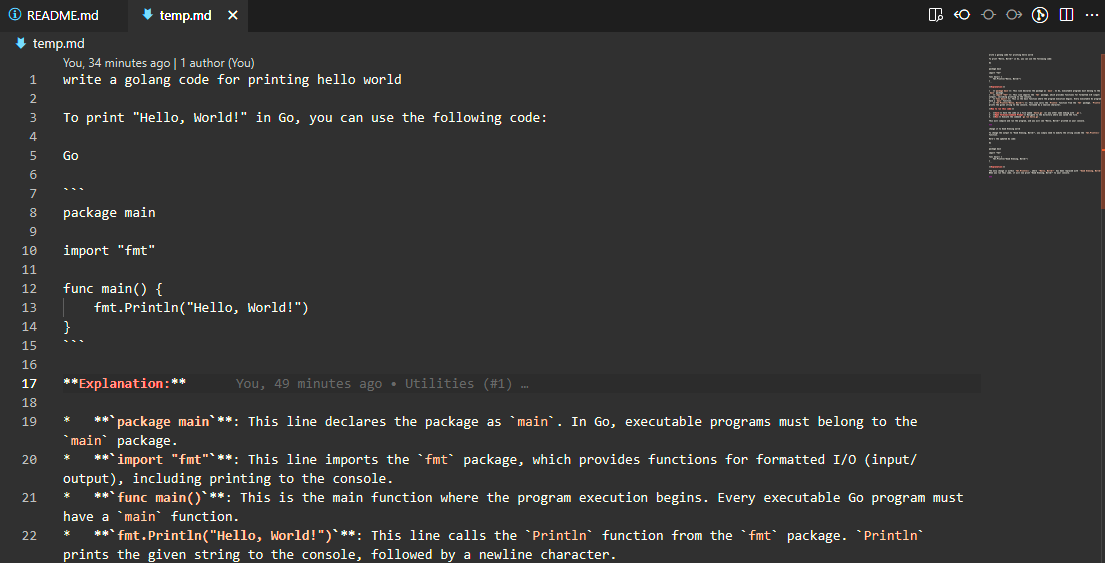 README.md temp.md
temp.md
You, 34 minutes ago | 1 author (You)
1 write a golang code for printing hello world
2
3 To print "Hello, World!" in Go, you can use the following code:
4
5 Go
6
7 ```
8 package main
9
10 import "fmt"
11
12 func main() {
13     fmt.Println("Hello, World!")
14 }
15 ```
16
17 **Explanation:** You, 49 minutes ago • Utilities (#1) …
18
19 *   **`package main`**: This line declares the package as `main`. In Go, executable programs must belong to the
`main` package.
20 *   **`import "fmt"`**: This line imports the `fmt` package, which provides functions for formatted I/O (input/
output), including printing to the console.
21 *   **`func main()`**: This is the main function where the program execution begins. Every executable Go program must
have a `main` function.
22 *   **`fmt.Println("Hello, World!")`**: This line calls the `Println` function from the `fmt` package. `Println`
prints the given string to the console, followed by a newline character.